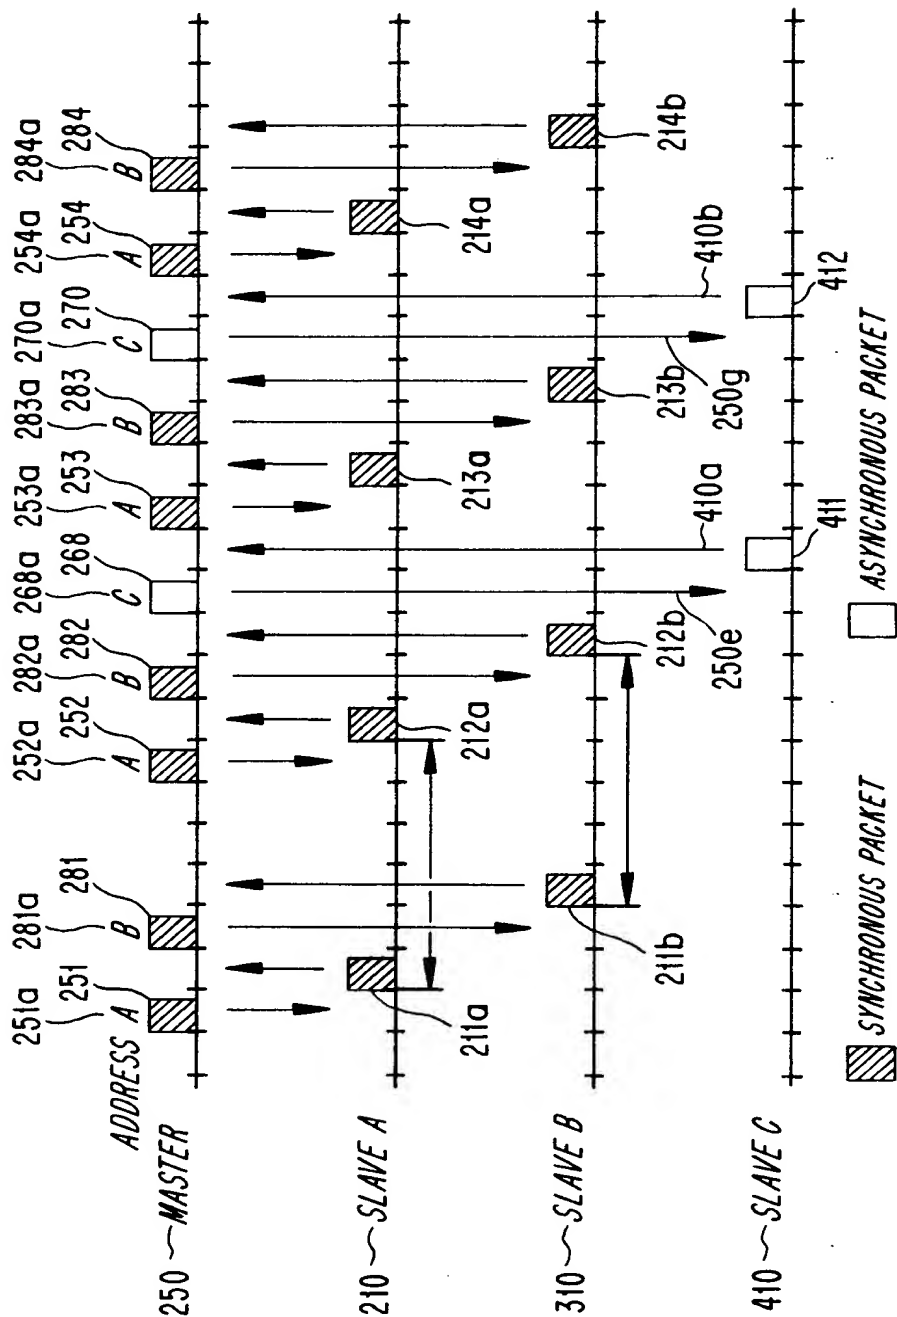 251a 281a 252a 282a 268a 253a 283a 270a 254a 284a
251 281 252 282 268 253 283 270 254 284
ADDRESS A B A B C A B C A B
250 MASTER
210 SLAVE A
211a 212a 213a 214a
310 SLAVE B
211b 212b 213b 214b
250e 410a 250g 410b
410 SLAVE C
411 412
SYNCHRONOUS PACKET
ASYNCHRONOUS PACKET